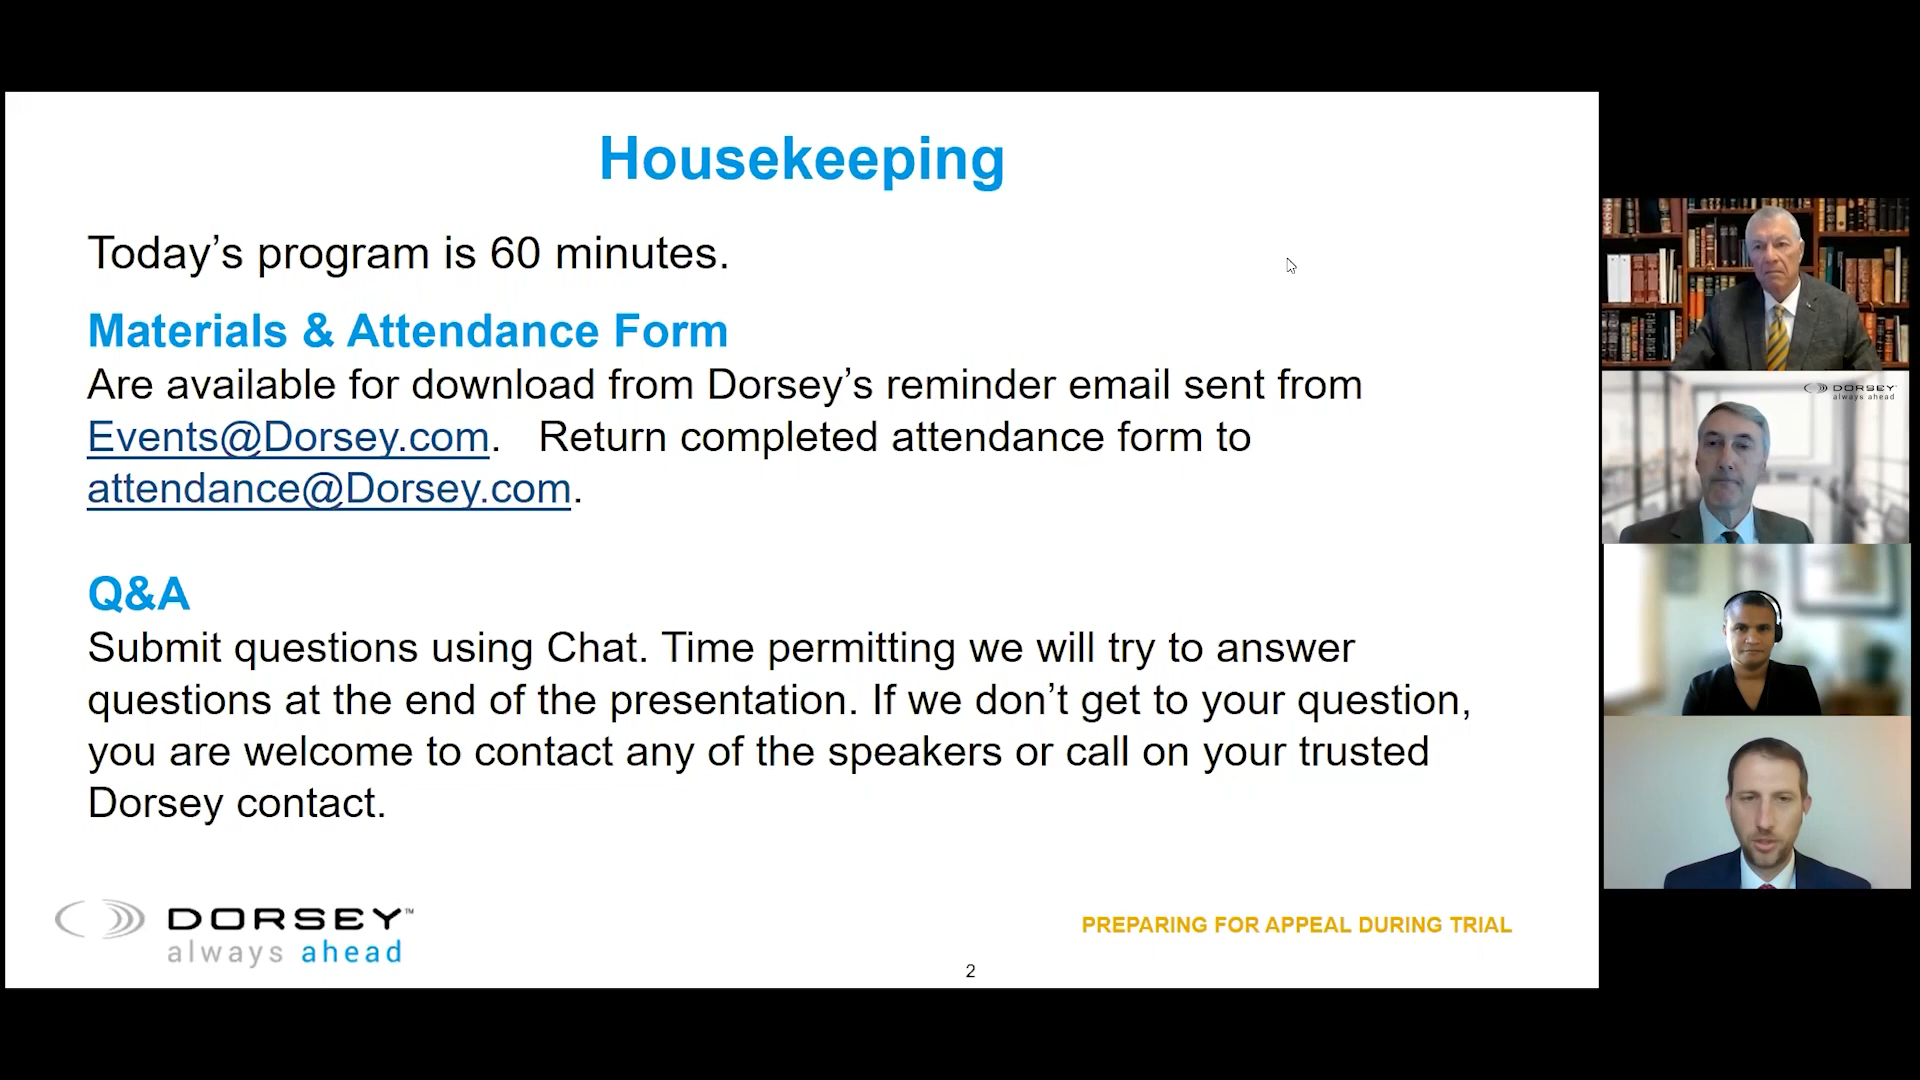 Housekeeping
Today’s program is 60 minutes.
Materials & Attendance Form
Are available for download from Dorsey’s reminder email sent from
Events@Dorsey.com. Return completed attendance form to
attendance@Dorsey.com.
Q&A
Submit questions using Chat. Time permitting we will try to answer
questions at the end of the presentation. If we don’t get to your question,
you are welcome to contact any of the speakers or call on your trusted
Dorsey contact.
DORSEY™
always ahead
PREPARING FOR APPEAL DURING TRIAL
2
DORSEY™
always ahead